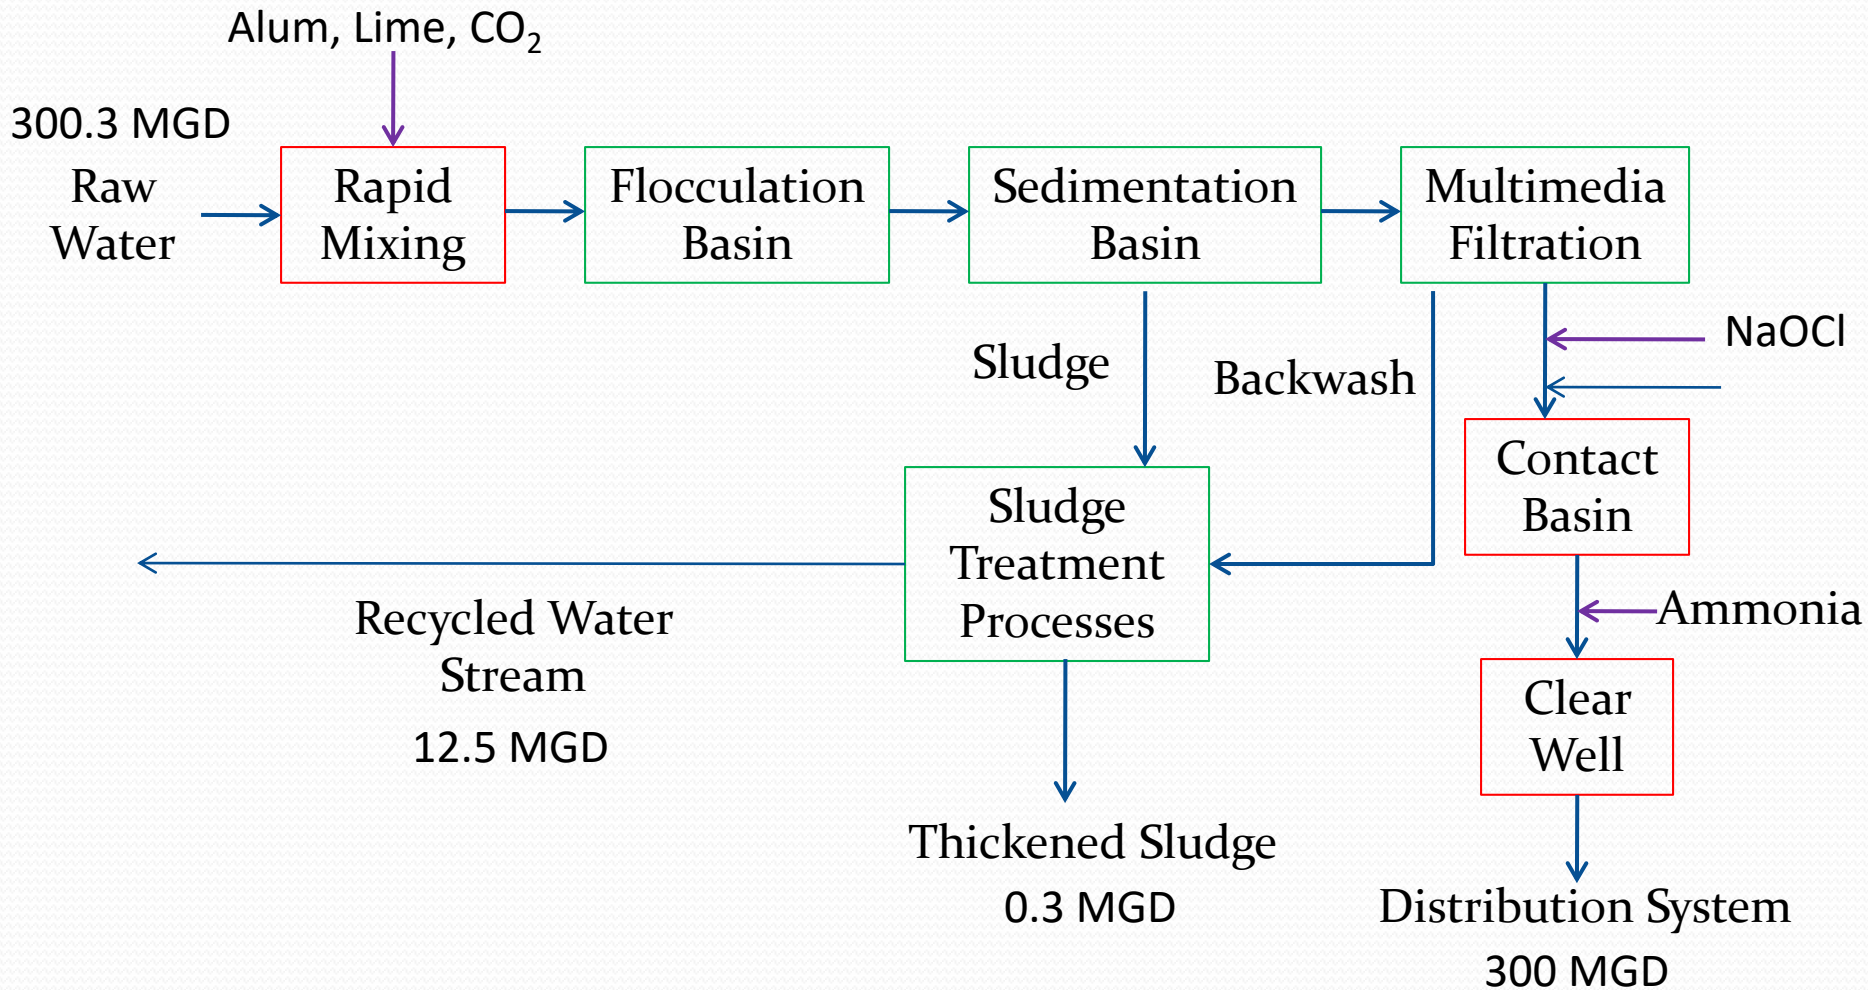 Alum, Lime, CO₂
300.3 MGD
Raw
Water
Rapid
Mixing
Flocculation
Basin
Sedimentation
Basin
Multimedia
Filtration
NaOCl
Sludge
Backwash
Contact
Basin
Sludge
Treatment
Processes
Recycled Water
Stream
12.5 MGD
Ammonia
Clear
Well
Thickened Sludge
0.3 MGD
Distribution System
300 MGD